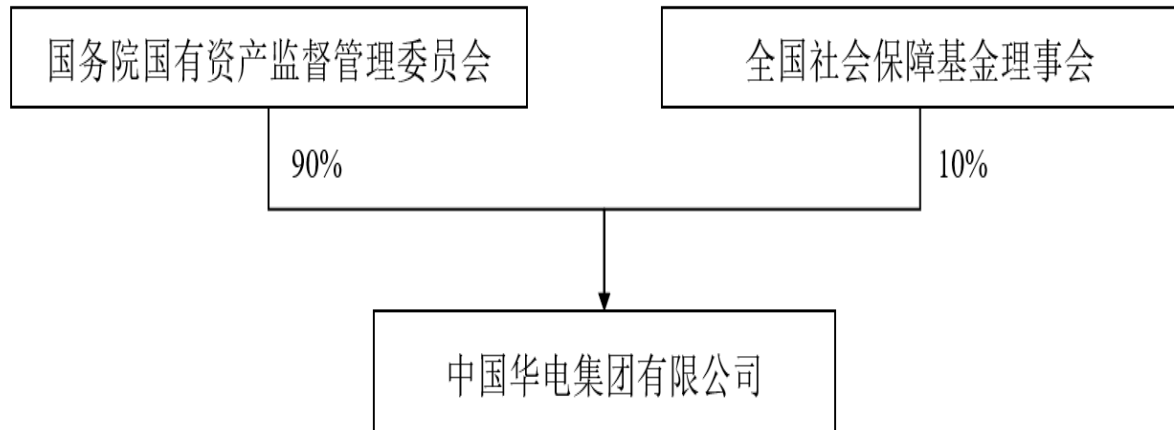 国务院国有资产监督管理委员会
全国社会保障基金理事会
90%
10%
中国华电集团有限公司